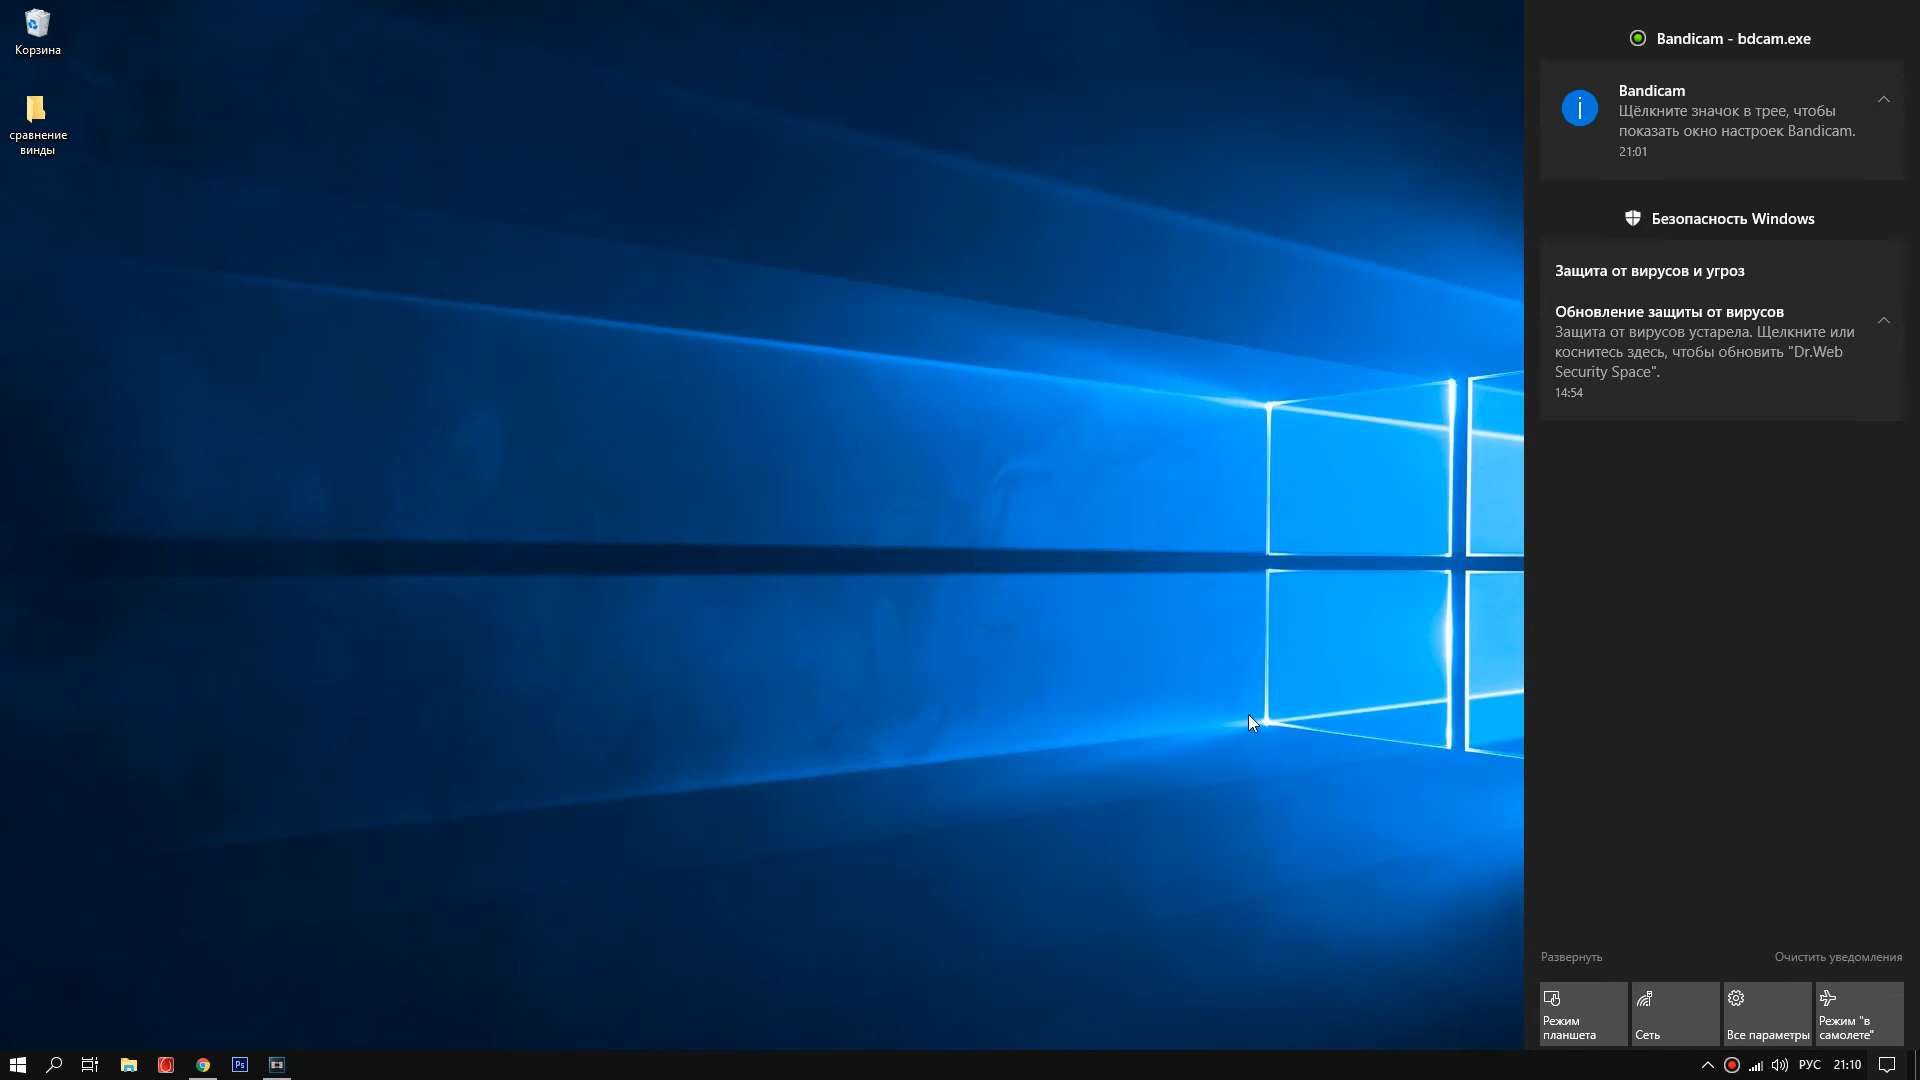 Корзина
сравнение
винды
Bandicam - bdcam.exe
Bandicam
Щёлкните значок в трее, чтобы
показать окно настроек Bandicam.
21:01
Безопасность Windows
Защита от вирусов и угроз
Обновление защиты от вирусов
Защита от вирусов устарела. Щелкните или
коснитесь здесь, чтобы обновить "Dr.Web
Security Space".
14:54
Развернуть
Очистить уведомления
Режим
планшета
Сеть
Все параметры
Режим "в
самолете"
Ps
РУС
21:10